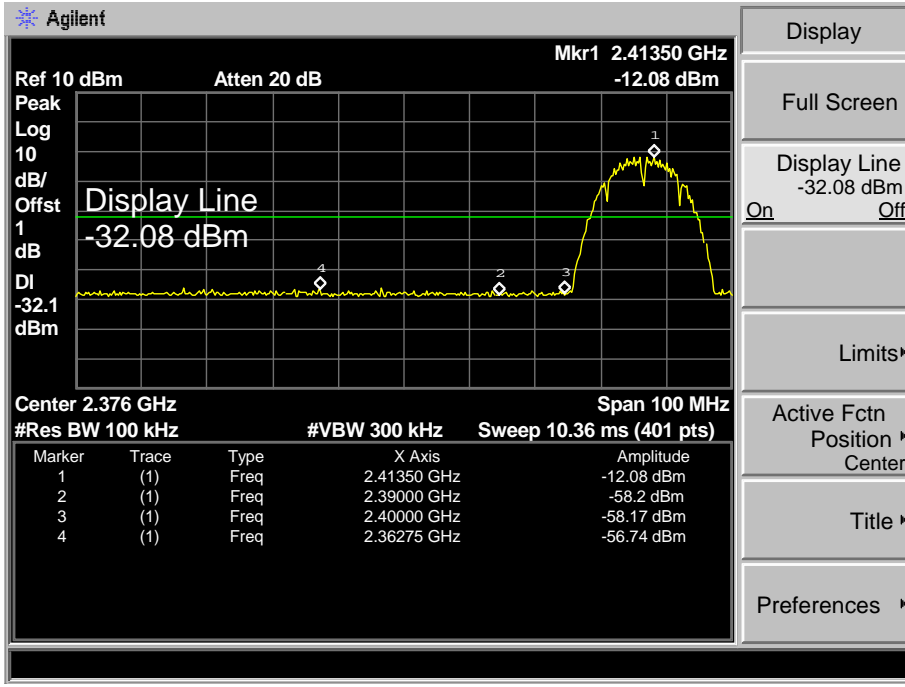 Agilent
Mkr1 2.41350 GHz
Ref 10 dBm Atten 20 dB -12.08 dBm
Peak
Log
10
dB/
Offst
1
dB
DI
-32.1
dBm
Display Line
-32.08 dBm
1
2
3
4
Center 2.376 GHz Span 100 MHz
#Res BW 100 kHz #VBW 300 kHz Sweep 10.36 ms (401 pts)
Marker Trace Type X Axis Amplitude
1 (1) Freq 2.41350 GHz -12.08 dBm
2 (1) Freq 2.39000 GHz -58.2 dBm
3 (1) Freq 2.40000 GHz -58.17 dBm
4 (1) Freq 2.36275 GHz -56.74 dBm
Display
Full Screen
Display Line
-32.08 dBm
On Off
Limits
Active Fctn
Position
Center
Title
Preferences